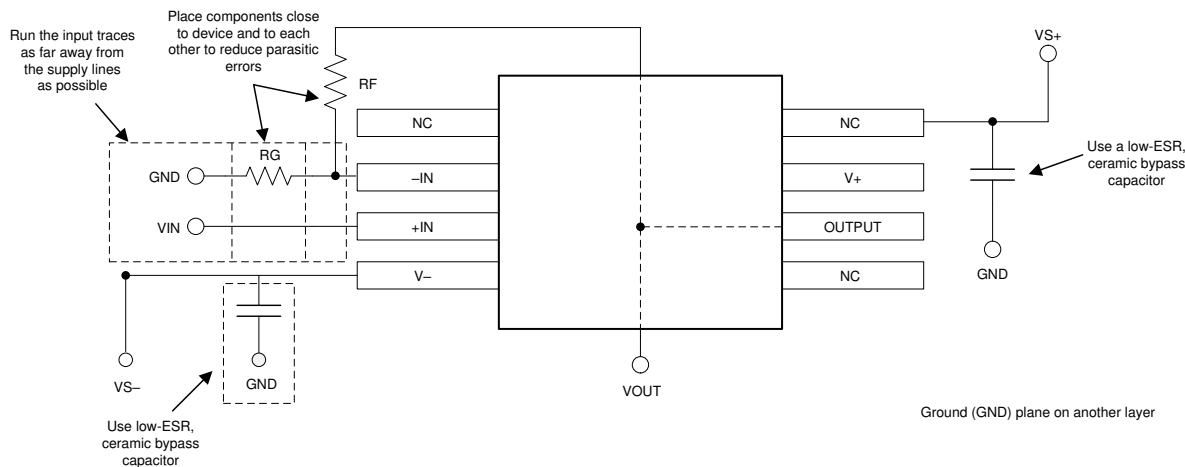 Run the input traces
as far away from
the supply lines
as possible
Place components close
to device and to each
other to reduce parasitic
errors
RF
VS+
NC
NC
Use a low-ESR,
ceramic bypass
capacitor
RG
GND
–IN
V+
VIN
+IN
OUTPUT
V–
NC
GND
VS–
GND
VOUT
Use low-ESR,
ceramic bypass
capacitor
Ground (GND) plane on another layer